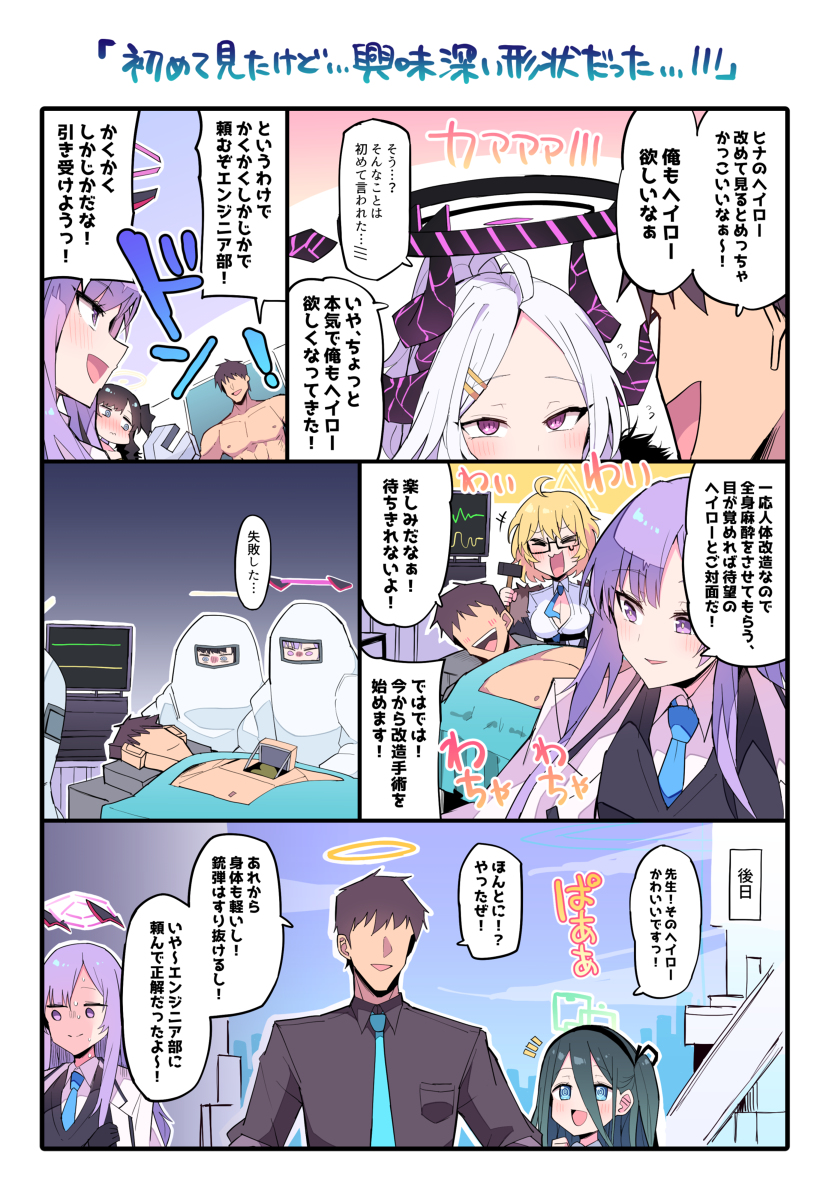 「初めて見たけど…興味深い形状だった…///」
ヒナのヘイロー
改めて見るとめっちゃ
かっこいいなぁ～！
俺もヘイロー
欲しいなぁ
カアアア///
そう…？
そんなことは
初めて言われた…///
いや、ちょっと
本気で俺もヘイロー
欲しくなってきた！
というわけで
かくかくしかじかで
頼むぞエンジニア部！
ドン！
かくかく
しかじかだな！
引き受けようっ！
一応人体改造なので
全身麻酔をさせてもらう、
目が覚めれば待望の
ヘイローとご対面だ！
わい
わい
楽しみだなぁ！
待ちきれないよ！
ではでは！
今から改造手術を
始めます！
わちゃ
わちゃ
失敗した…
後日
先生！そのヘイロー
かわいいですっ！
ぱあぁ
ほんとに！？
やったぜ！
あれから
身体も軽いし！
銃弾はすり抜けるし！
いや～エンジニア部に
頼んで正解だったよ～！